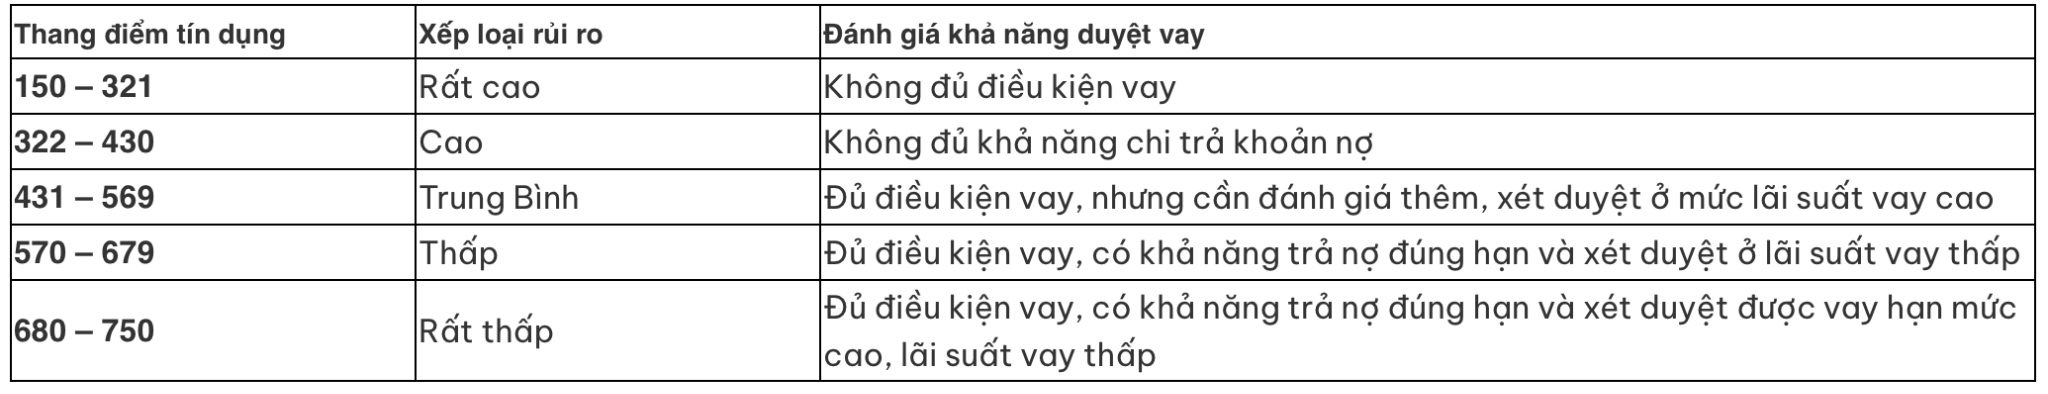 Thang điểm tín dụng Xếp loại rủi ro Đánh giá khả năng duyệt vay
150 – 321 Rất cao Không đủ điều kiện vay
322 – 430 Cao Không đủ khả năng chi trả khoản nợ
431 – 569 Trung Bình Đủ điều kiện vay, nhưng cần đánh giá thêm, xét duyệt ở mức lãi suất vay cao
570 – 679 Thấp Đủ điều kiện vay, có khả năng trả nợ đúng hạn và xét duyệt ở lãi suất vay thấp
680 – 750 Rất thấp Đủ điều kiện vay, có khả năng trả nợ đúng hạn và xét duyệt được vay hạn mức
cao, lãi suất vay thấp